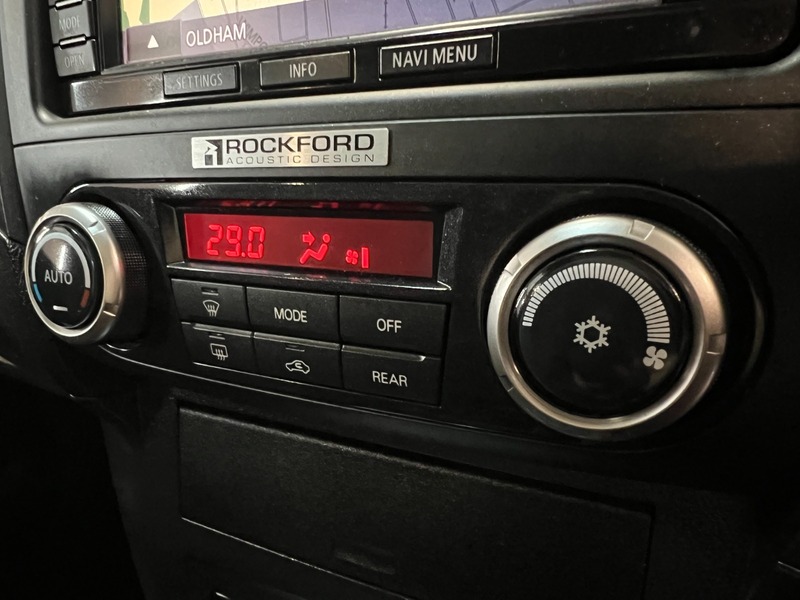 MODE
OPEN
OLDHAM
SETTINGS
INFO
NAVI MENU
ROCKFORD
ACOUSTIC DESIGN
29.0
AUTO
MODE
OFF
REAR